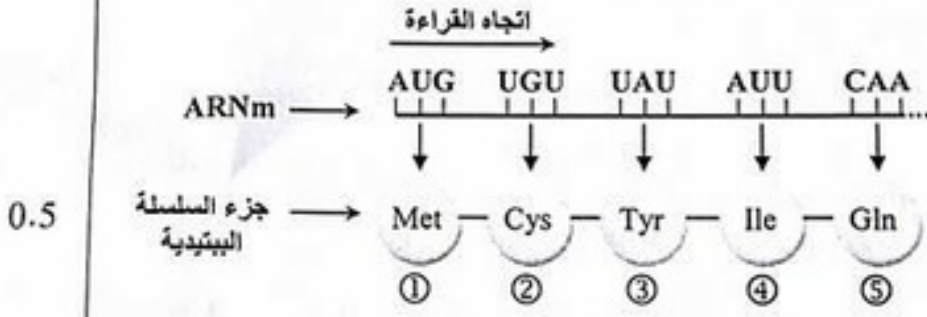 اتجاه القراءة
AUG UGU UAU AUU CAA
ARNm ...
0.5 جزء السلسلة Met Cys Tyr Ile Gln
الببتيدية
① ② ③ ④ ⑤